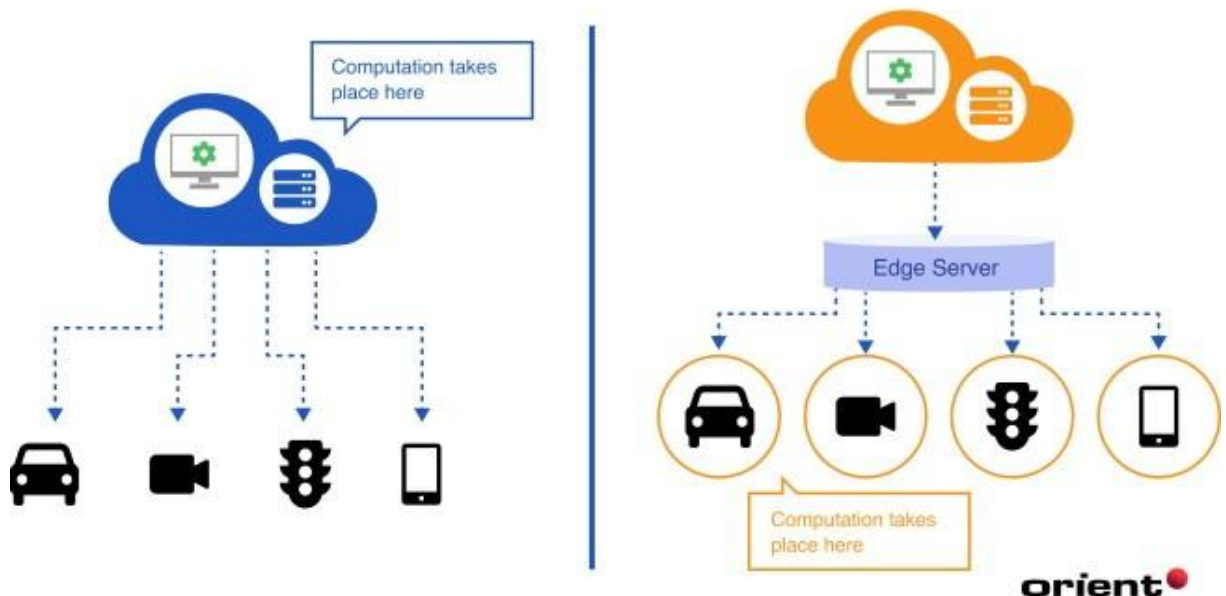 Computation takes
place here
Edge Server
Computation takes
place here
orient